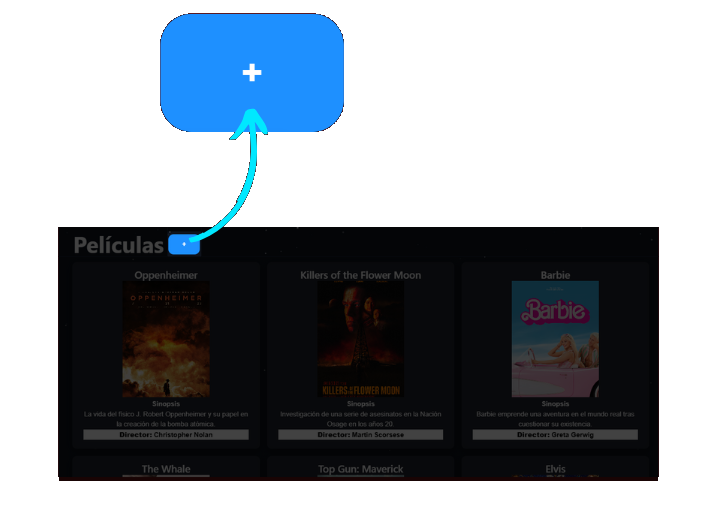 +
Películas +
Oppenheimer
OPPENHEIMER
Sinopsis
La vida del físico J. Robert Oppenheimer y su papel en
la creación de la bomba atómica.
Director: Christopher Nolan
Killers of the Flower Moon
KILLERS OF THE FLOWER MOON
Sinopsis
Investigación de una serie de asesinatos en la Nación
Osage en los años 20.
Director: Martin Scorsese
Barbie
Barbie
Sinopsis
Barbie emprende una aventura en el mundo real tras
cuestionar su existencia.
Director: Greta Gerwig
The Whale
Top Gun: Maverick
Elvis